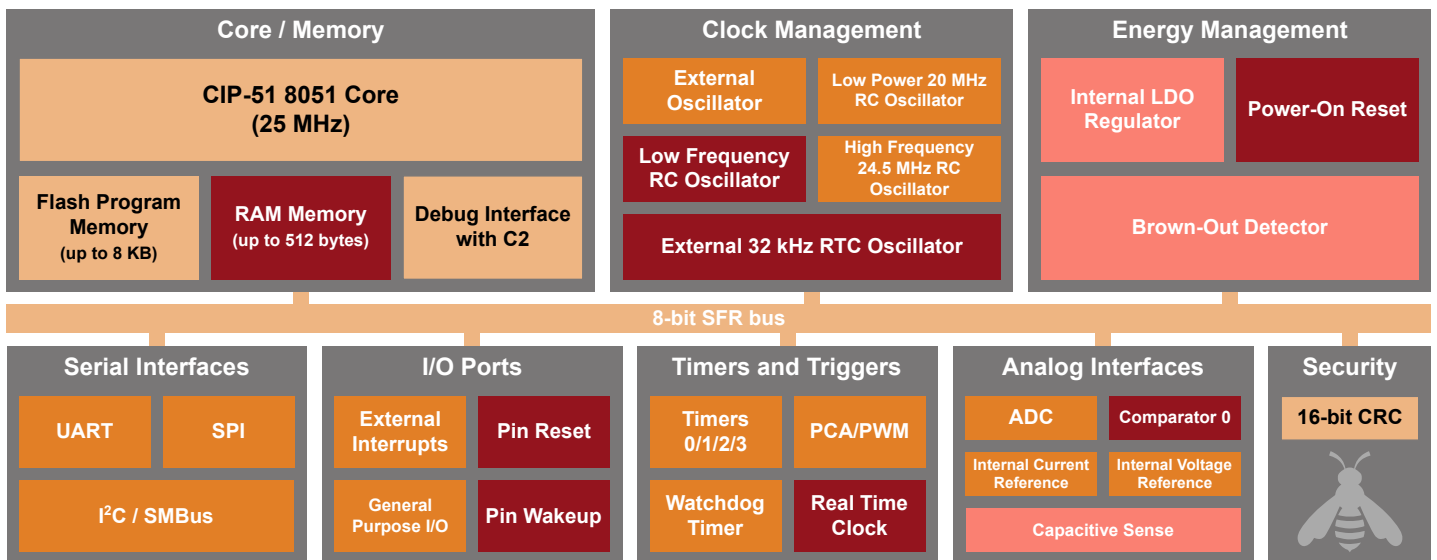 Core / Memory
CIP-51 8051 Core
(25 MHz)
Flash Program
Memory
(up to 8 KB)
RAM Memory
(up to 512 bytes)
Debug Interface
with C2
Clock Management
External
Oscillator
Low Power 20 MHz
RC Oscillator
Low Frequency
RC Oscillator
High Frequency
24.5 MHz RC
Oscillator
External 32 kHz RTC Oscillator
Energy Management
Internal LDO
Regulator
Power-On Reset
Brown-Out Detector
8-bit SFR bus
Serial Interfaces
UART
SPI
I²C / SMBus
I/O Ports
External
Interrupts
Pin Reset
General
Purpose I/O
Pin Wakeup
Timers and Triggers
Timers
0/1/2/3
PCA/PWM
Watchdog
Timer
Real Time
Clock
Analog Interfaces
ADC
Comparator 0
Internal Current
Reference
Internal Voltage
Reference
Capacitive Sense
Security
16-bit CRC